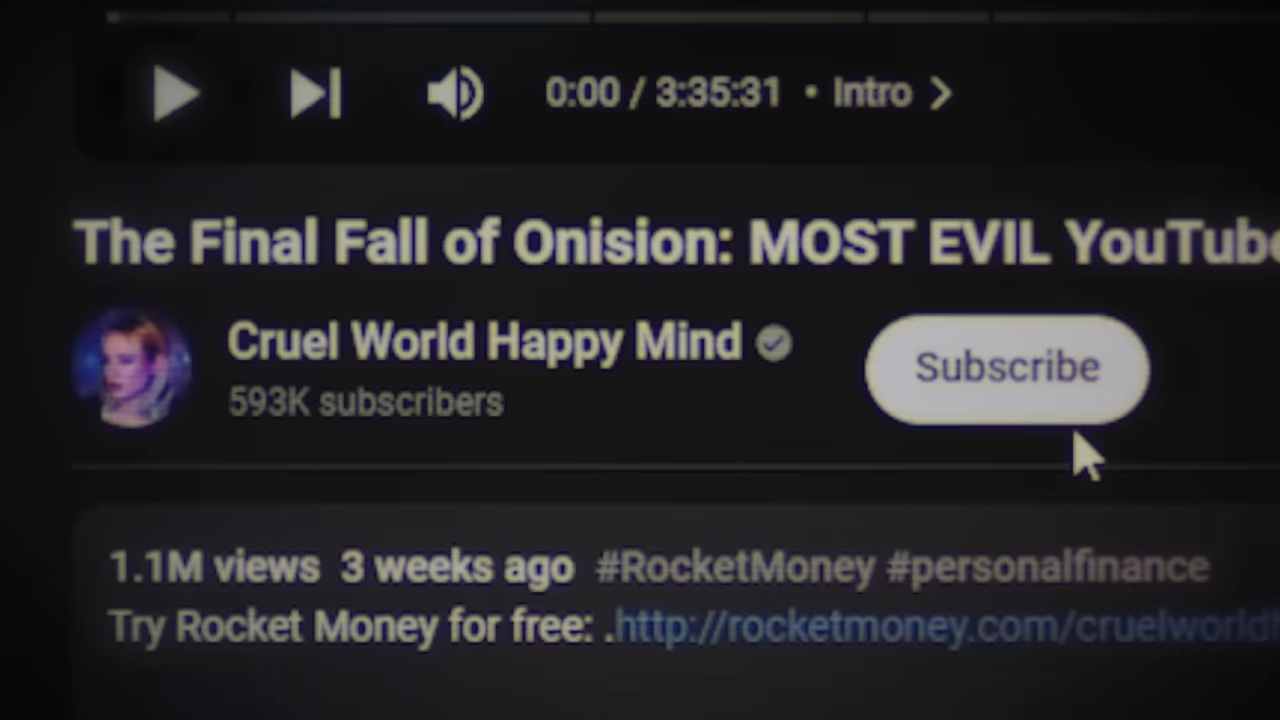 0:00 / 3:35:31 • Intro >
The Final Fall of Onision: MOST EVIL YouTube
Cruel World Happy Mind
Subscribe
593K subscribers
1.1M views 3 weeks ago #RocketMoney #personalfinance
Try Rocket Money for free: .http://rocketmoney.com/cruelworldh